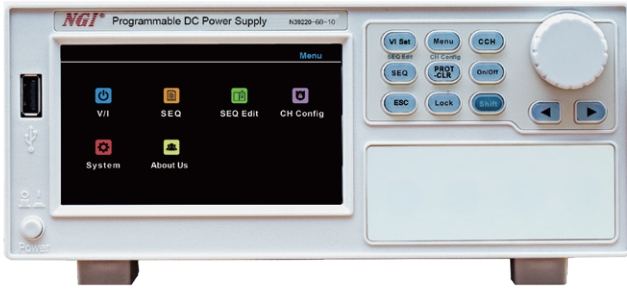 NGI® Programmable DC Power Supply N39220-60-10
Menu
V/I SEQ SEQ Edit CH Config
System About Us
VI Set Menu CCH
SEQ Edit CH Config
SEQ PROT -CLR On/Off
ESC Lock Shift
Power